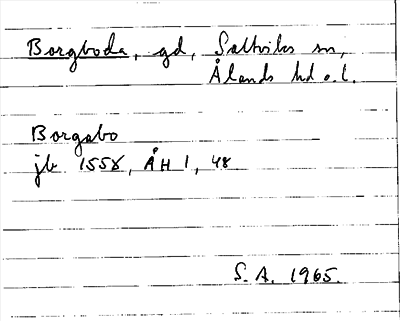 Borgboda, gd, Saltviks sn,
Ålands hd o. l.
Borgabo
jb 1558, ÅH 1, 48
S. A. 1965.